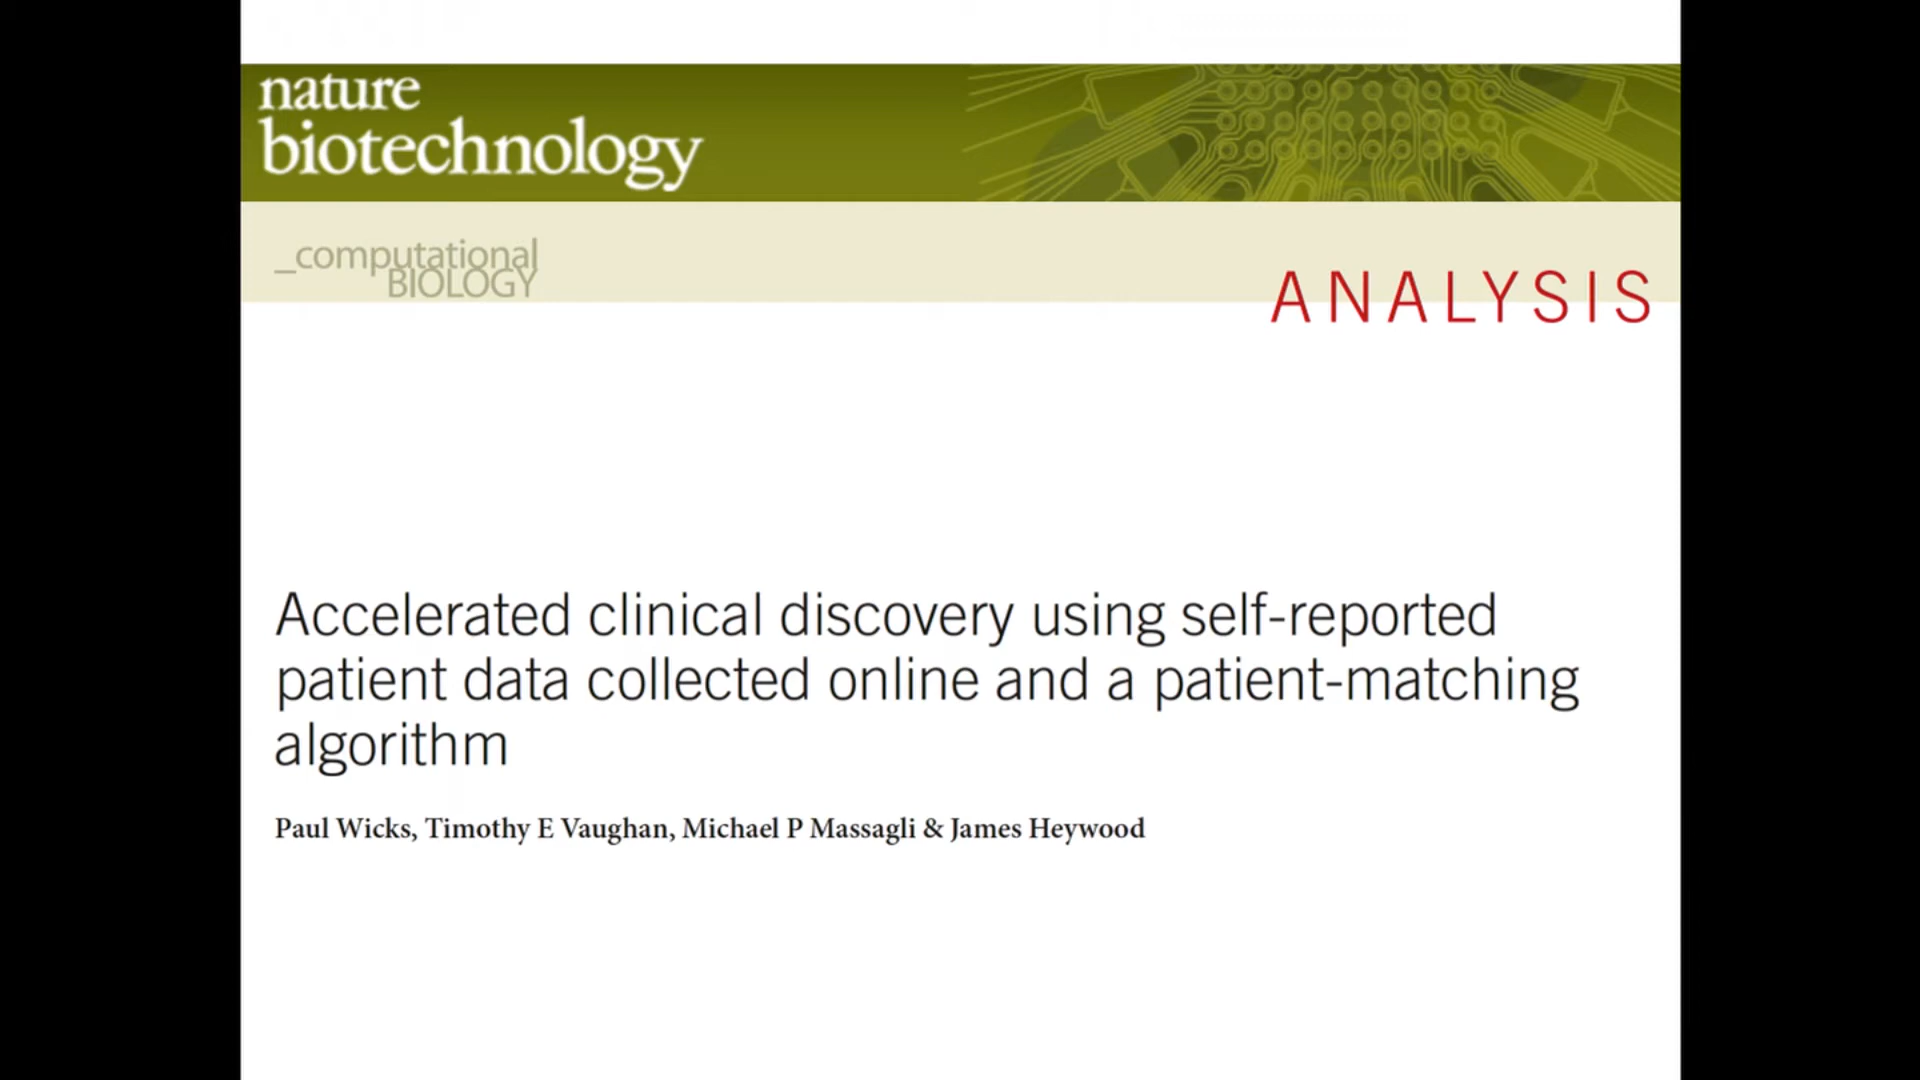 nature
biotechnology
_computational
BIOLOGY
ANALYSIS
Accelerated clinical discovery using self-reported
patient data collected online and a patient-matching
algorithm
Paul Wicks, Timothy E Vaughan, Michael P Massagli & James Heywood